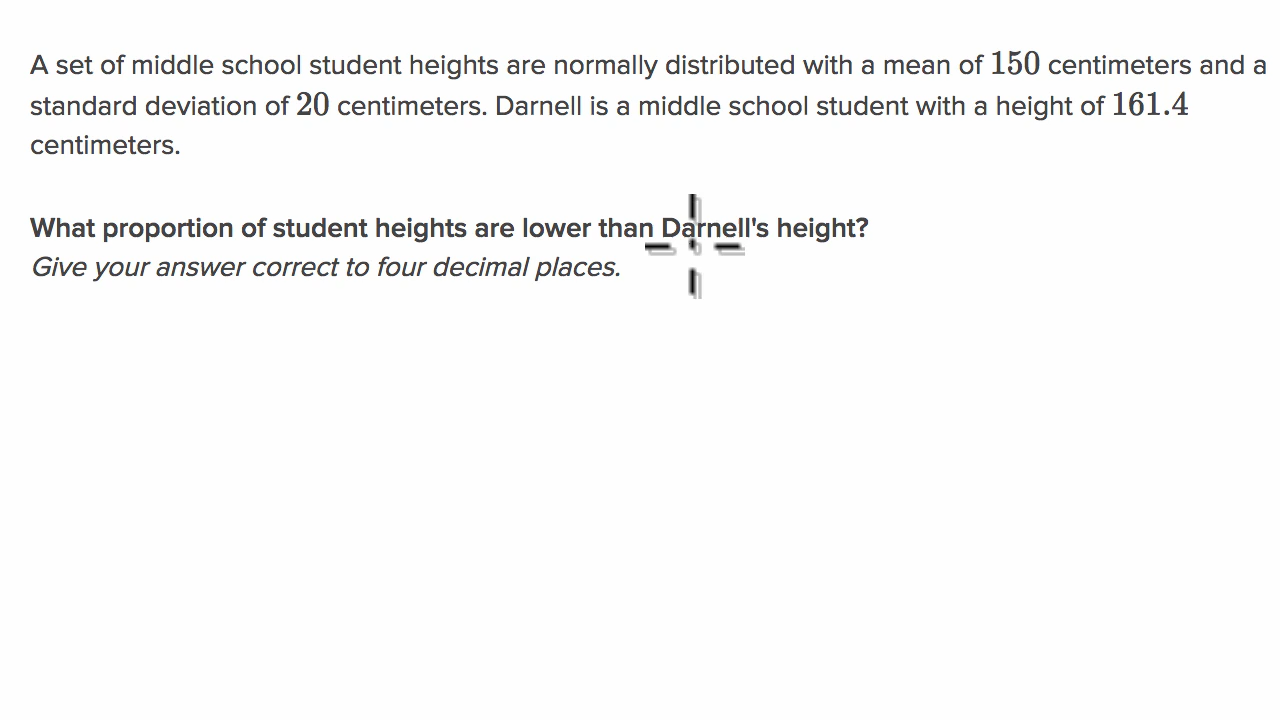 A set of middle school student heights are normally distributed with a mean of 150 centimeters and a
standard deviation of 20 centimeters. Darnell is a middle school student with a height of 161.4
centimeters.
What proportion of student heights are lower than Darnell's height?
Give your answer correct to four decimal places.